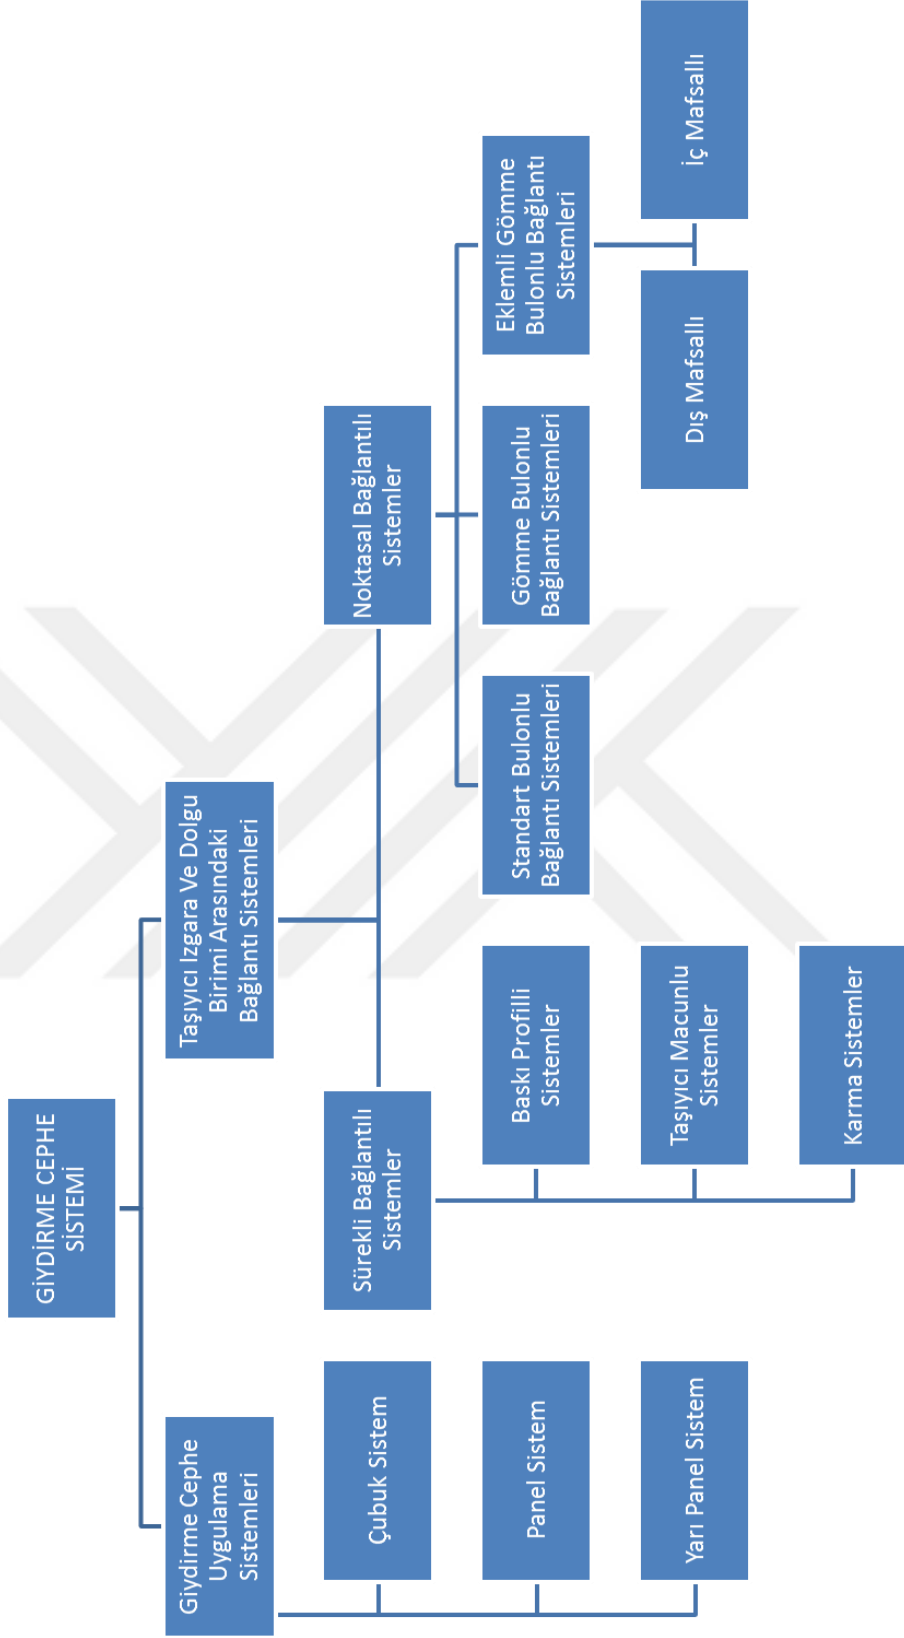 GİYDİRME CEPHE
SİSTEMİ
Giydirme Cephe
Uygulama
Sistemleri
Çubuk Sistem
Panel Sistem
Yarı Panel Sistem
Taşıyıcı Izgara Ve Dolgu
Birimi Arasındaki
Bağlantı Sistemleri
Sürekli Bağlantılı
Sistemler
Baskı Profilli
Sistemler
Taşıyıcı Macunlu
Sistemler
Karma Sistemler
Noktasal Bağlantılı
Sistemler
Standart Bulonlu
Bağlantı Sistemleri
Gömme Bulonlu
Bağlantı Sistemleri
Eklemli Gömme
Bulonlu Bağlantı
Sistemleri
Dış Mafsallı
İç Mafsallı